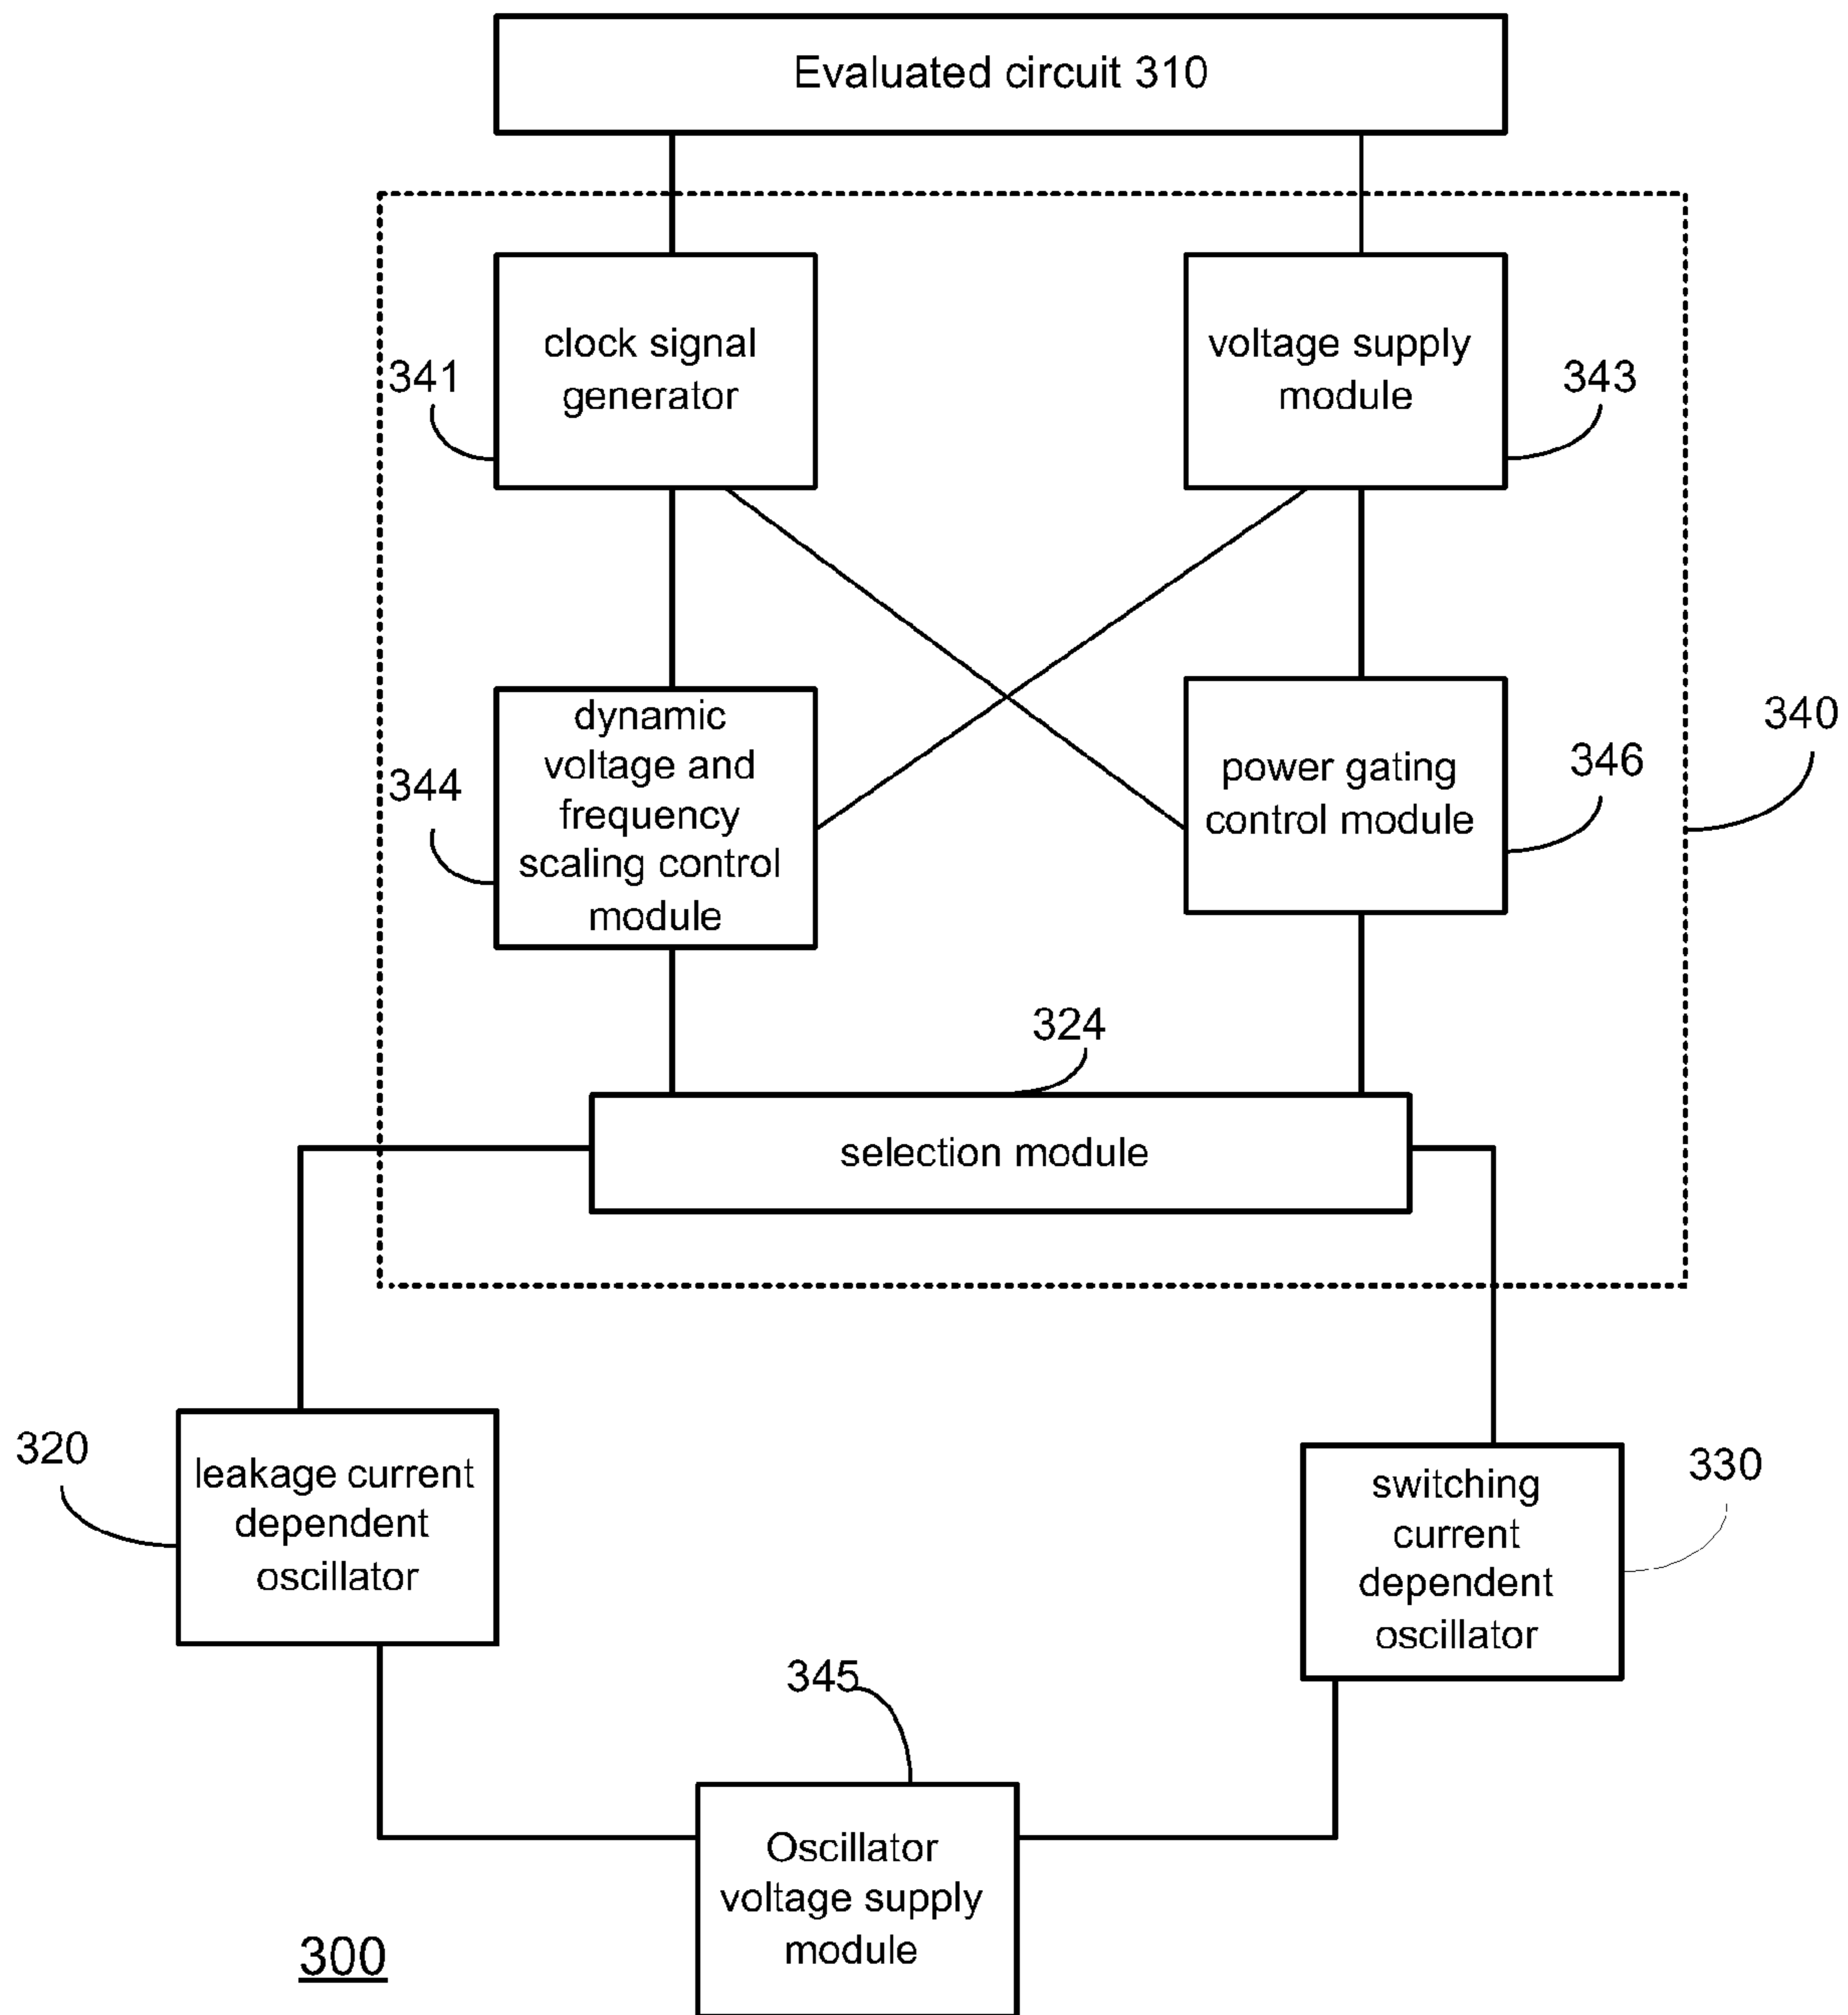 Evaluated circuit 310
clock signal
generator
341
voltage supply
module
343
dynamic
voltage and
frequency
scaling control
module
344
power gating
control module
346
340
324
selection module
320
leakage current
dependent
oscillator
switching
current
dependent
oscillator
330
345
Oscillator
voltage supply
module
300